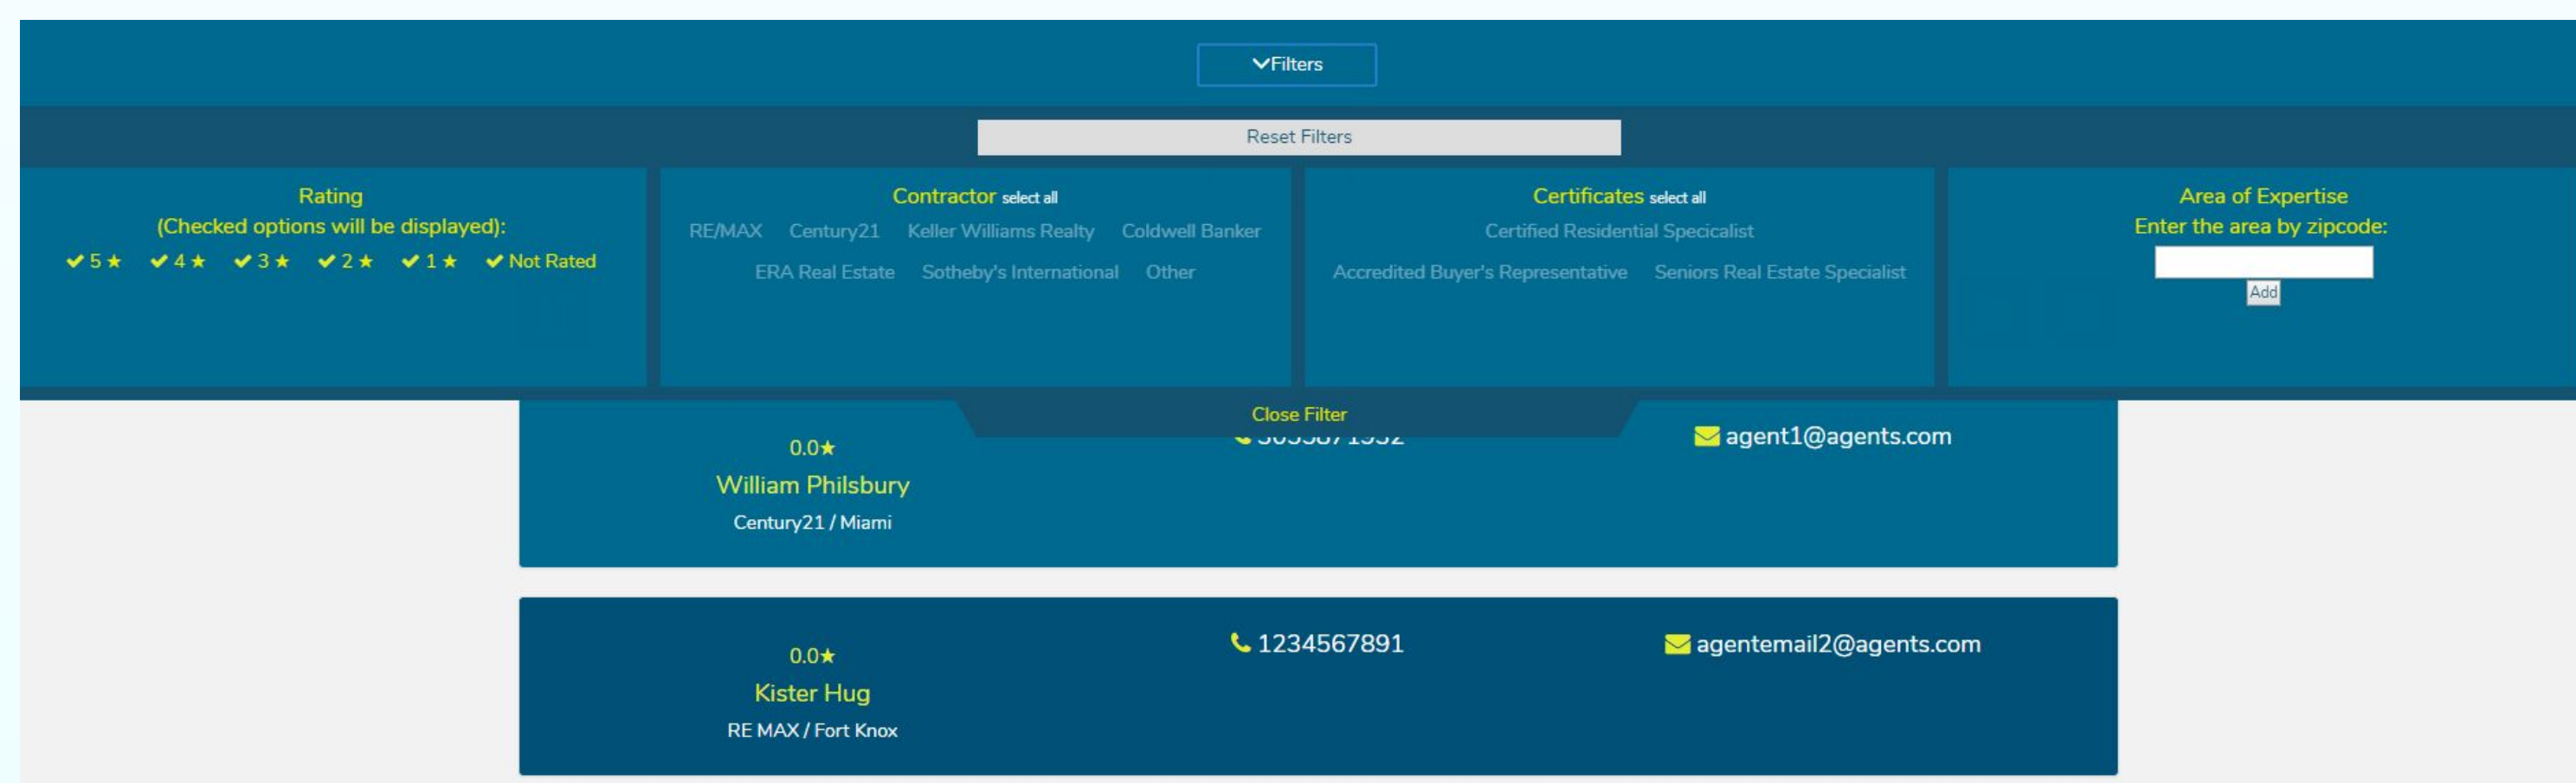 Filters
Reset Filters
Rating
(Checked options will be displayed):
5★ 4★ 3★ 2★ 1★ Not Rated
Contractor select all
RE/MAX Century21 Keller Williams Realty Coldwell Banker
ERA Real Estate Sotheby's International Other
Certificates select all
Certified Residential Specicalist
Accredited Buyer's Representative Seniors Real Estate Specialist
Area of Expertise
Enter the area by zipcode:
Add
Close Filter
0.0★
William Philsbury
Century21 / Miami
agent1@agents.com
0.0★
Kister Hug
RE MAX / Fort Knox
1234567891
agentemail2@agents.com